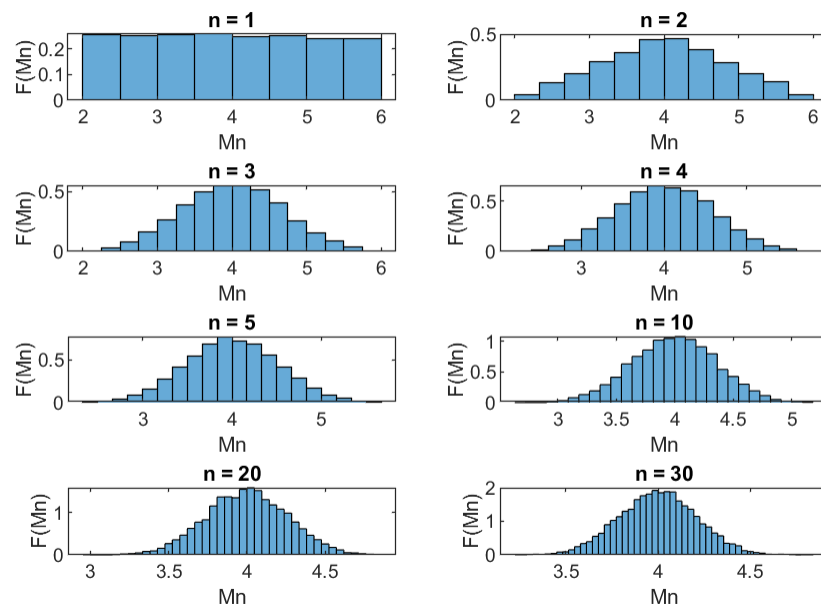 n = 1
F(Mn)
0.2
0.1
0
2 3 4 5 6
Mn
n = 2
F(Mn)
0.5
0
2 3 4 5 6
Mn
n = 3
F(Mn)
0.5
0
2 3 4 5 6
Mn
n = 4
F(Mn)
0.5
0
3 4 5
Mn
n = 5
F(Mn)
0.5
0
3 4 5
Mn
n = 10
F(Mn)
1
0.5
0
3 3.5 4 4.5 5
Mn
n = 20
F(Mn)
1
0
3 3.5 4 4.5
Mn
n = 30
F(Mn)
2
1
0
3.5 4 4.5
Mn